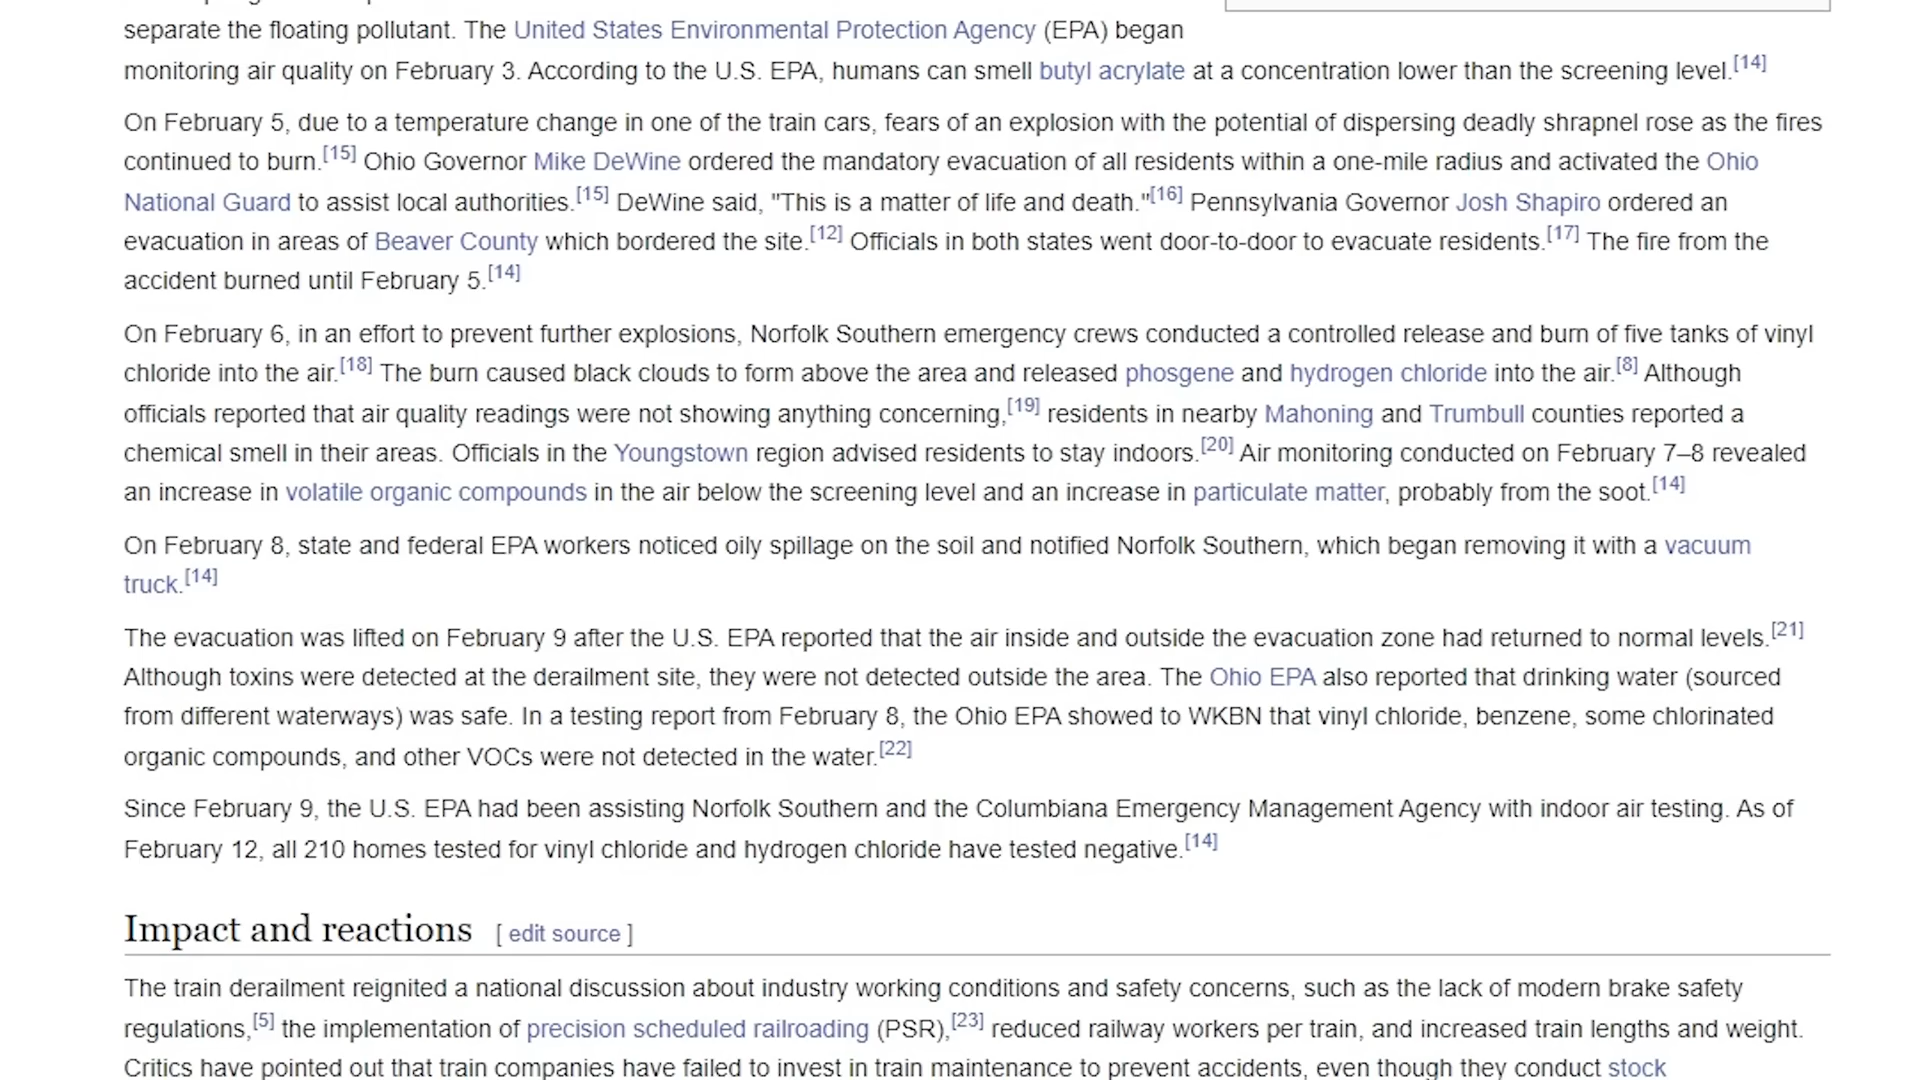 separate the floating pollutant. The United States Environmental Protection Agency (EPA) began
monitoring air quality on February 3. According to the U.S. EPA, humans can smell butyl acrylate at a concentration lower than the screening level.[14]
On February 5, due to a temperature change in one of the train cars, fears of an explosion with the potential of dispersing deadly shrapnel rose as the fires
continued to burn.[15] Ohio Governor Mike DeWine ordered the mandatory evacuation of all residents within a one-mile radius and activated the Ohio
National Guard to assist local authorities.[15] DeWine said, "This is a matter of life and death."[16] Pennsylvania Governor Josh Shapiro ordered an
evacuation in areas of Beaver County which bordered the site.[12] Officials in both states went door-to-door to evacuate residents.[17] The fire from the
accident burned until February 5.[14]
On February 6, in an effort to prevent further explosions, Norfolk Southern emergency crews conducted a controlled release and burn of five tanks of vinyl
chloride into the air.[18] The burn caused black clouds to form above the area and released phosgene and hydrogen chloride into the air.[8] Although
officials reported that air quality readings were not showing anything concerning,[19] residents in nearby Mahoning and Trumbull counties reported a
chemical smell in their areas. Officials in the Youngstown region advised residents to stay indoors.[20] Air monitoring conducted on February 7–8 revealed
an increase in volatile organic compounds in the air below the screening level and an increase in particulate matter, probably from the soot.[14]
On February 8, state and federal EPA workers noticed oily spillage on the soil and notified Norfolk Southern, which began removing it with a vacuum
truck.[14]
The evacuation was lifted on February 9 after the U.S. EPA reported that the air inside and outside the evacuation zone had returned to normal levels.[21]
Although toxins were detected at the derailment site, they were not detected outside the area. The Ohio EPA also reported that drinking water (sourced
from different waterways) was safe. In a testing report from February 8, the Ohio EPA showed to WKBN that vinyl chloride, benzene, some chlorinated
organic compounds, and other VOCs were not detected in the water.[22]
Since February 9, the U.S. EPA had been assisting Norfolk Southern and the Columbiana Emergency Management Agency with indoor air testing. As of
February 12, all 210 homes tested for vinyl chloride and hydrogen chloride have tested negative.[14]
Impact and reactions [ edit source ]
The train derailment reignited a national discussion about industry working conditions and safety concerns, such as the lack of modern brake safety
regulations,[5] the implementation of precision scheduled railroading (PSR),[23] reduced railway workers per train, and increased train lengths and weight.
Critics have pointed out that train companies have failed to invest in train maintenance to prevent accidents, even though they conduct stock